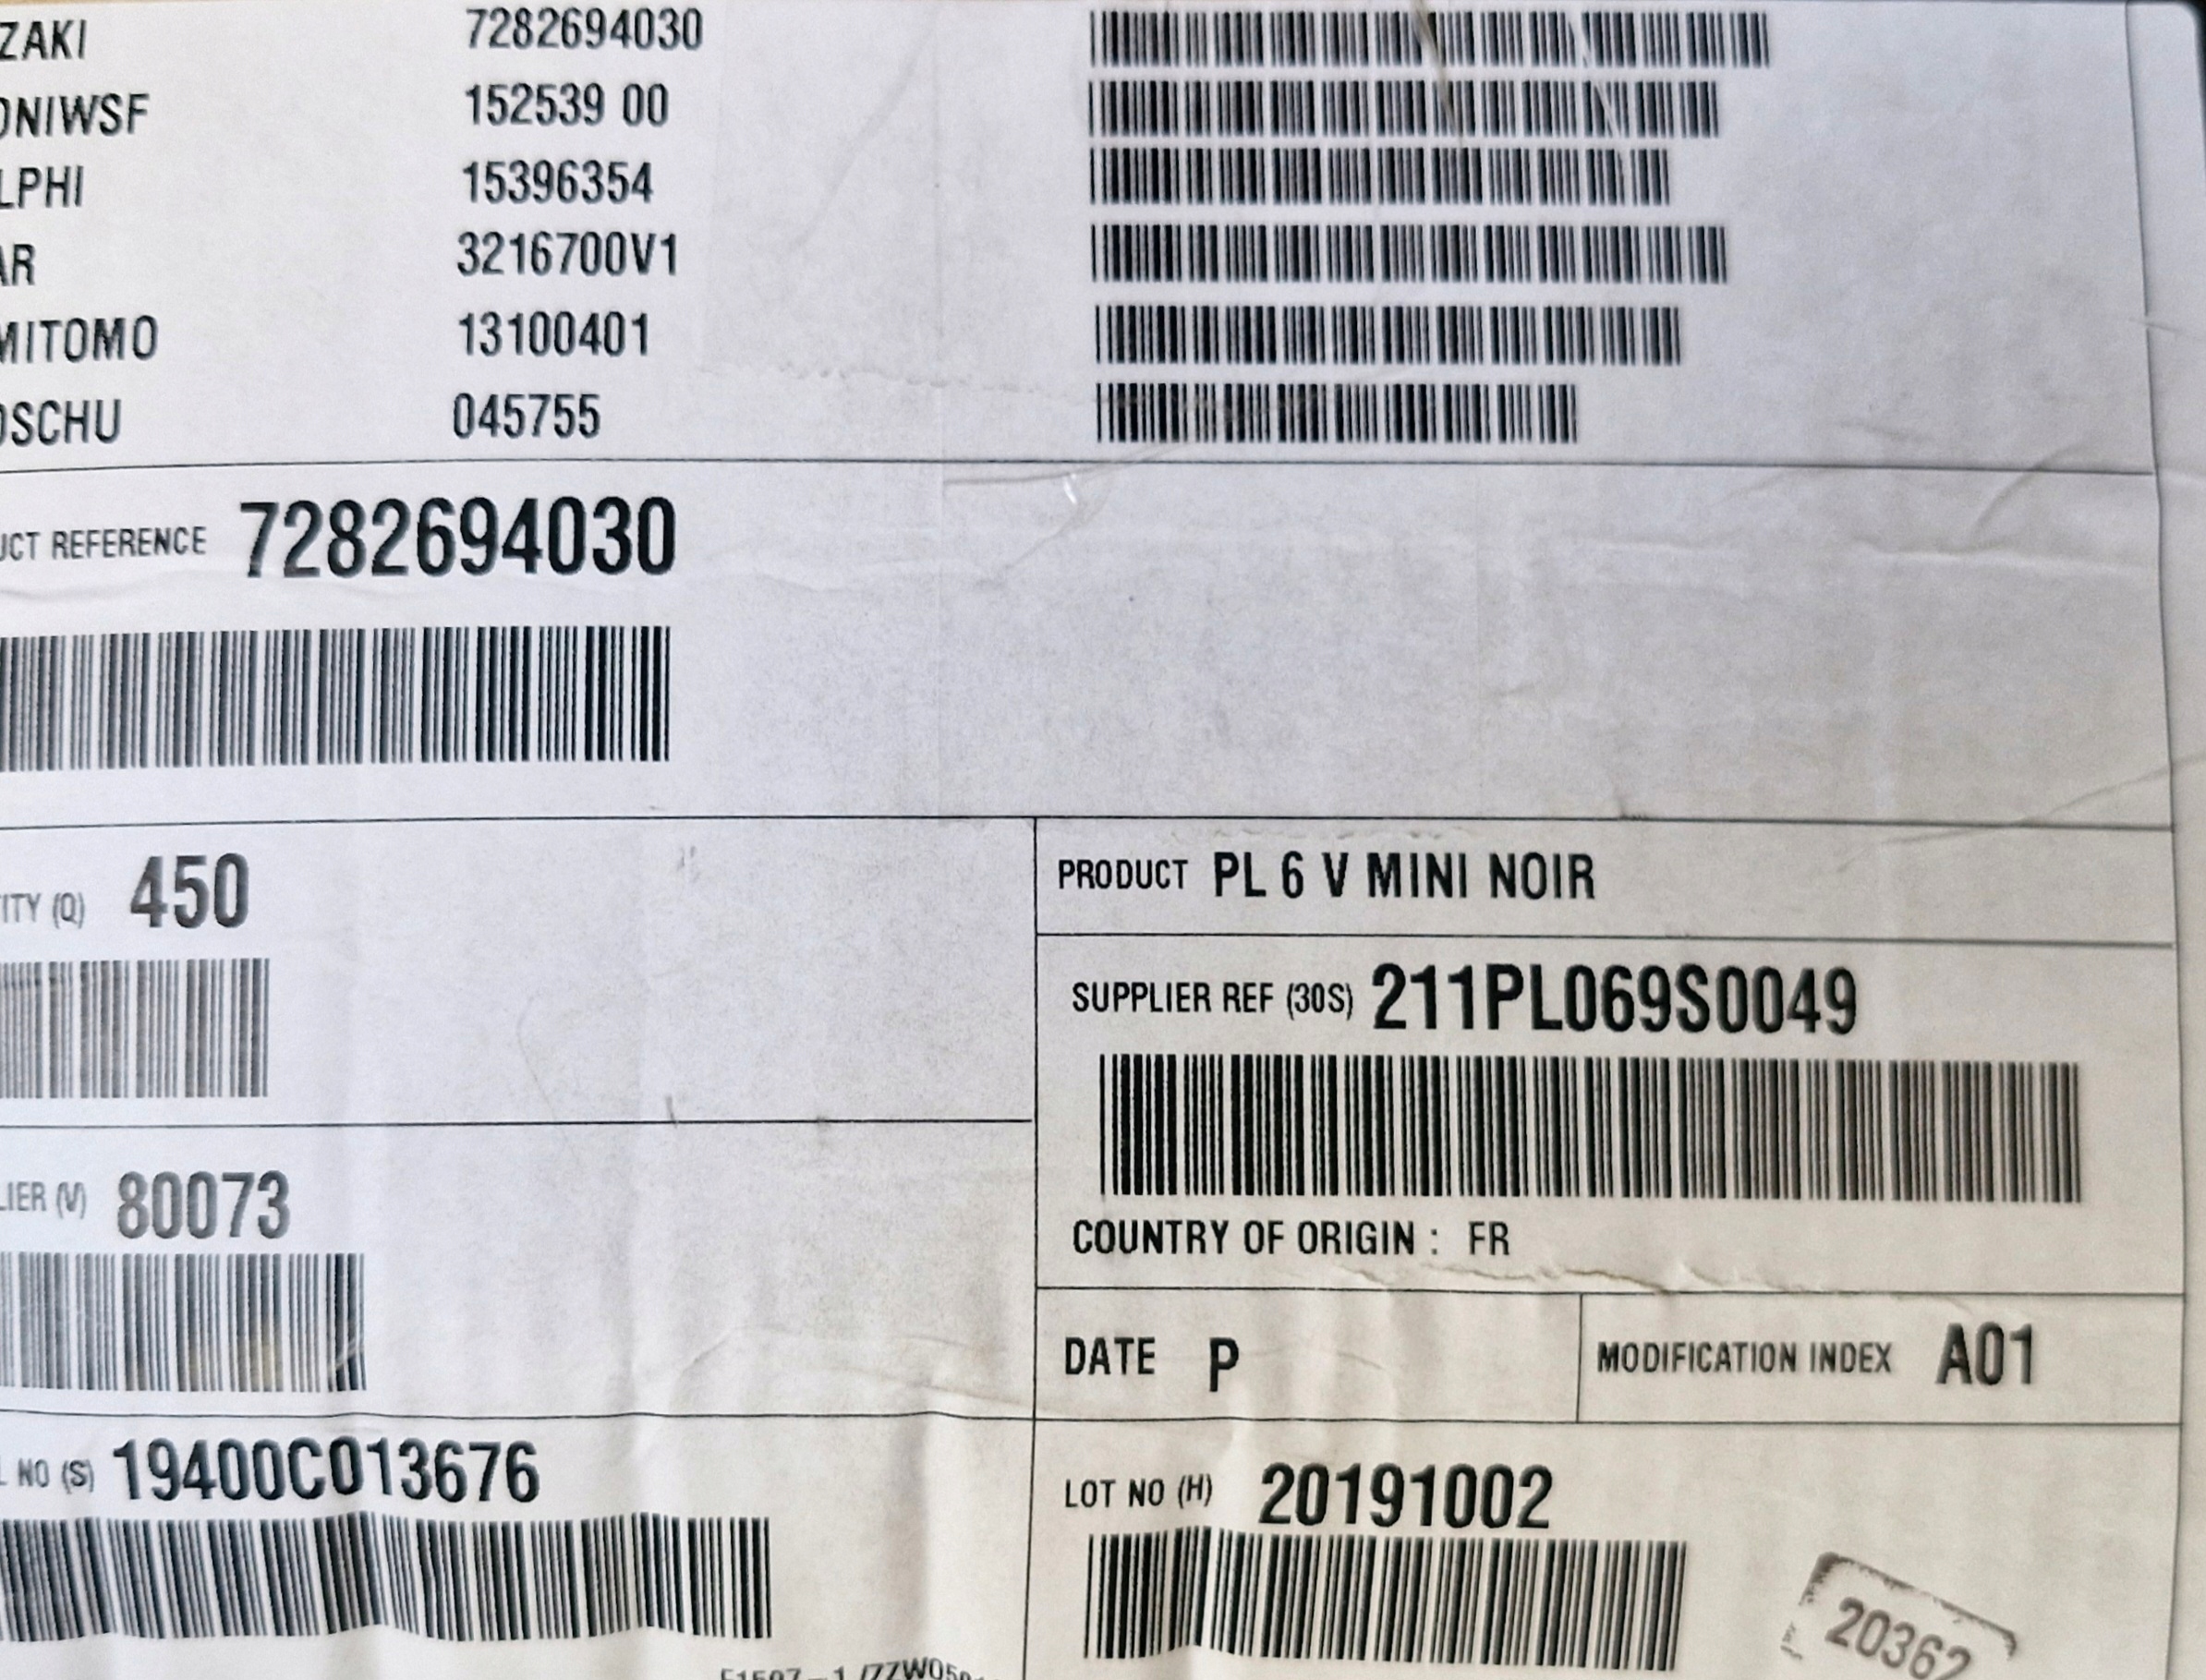 ZAKI 7282694030
ONIWSF 152539 00
LPHI 15396354
AR 3216700V1
MITOMO 13100401
OSCHU 045755
UCT REFERENCE 7282694030
ITY (Q) 450
PRODUCT PL 6 V MINI NOIR
SUPPLIER REF (30S) 211PL069S0049
LIER (V) 80073
COUNTRY OF ORIGIN : FR
DATE P
MODIFICATION INDEX A01
L NO (S) 19400C013676
LOT NO (H) 20191002
20362